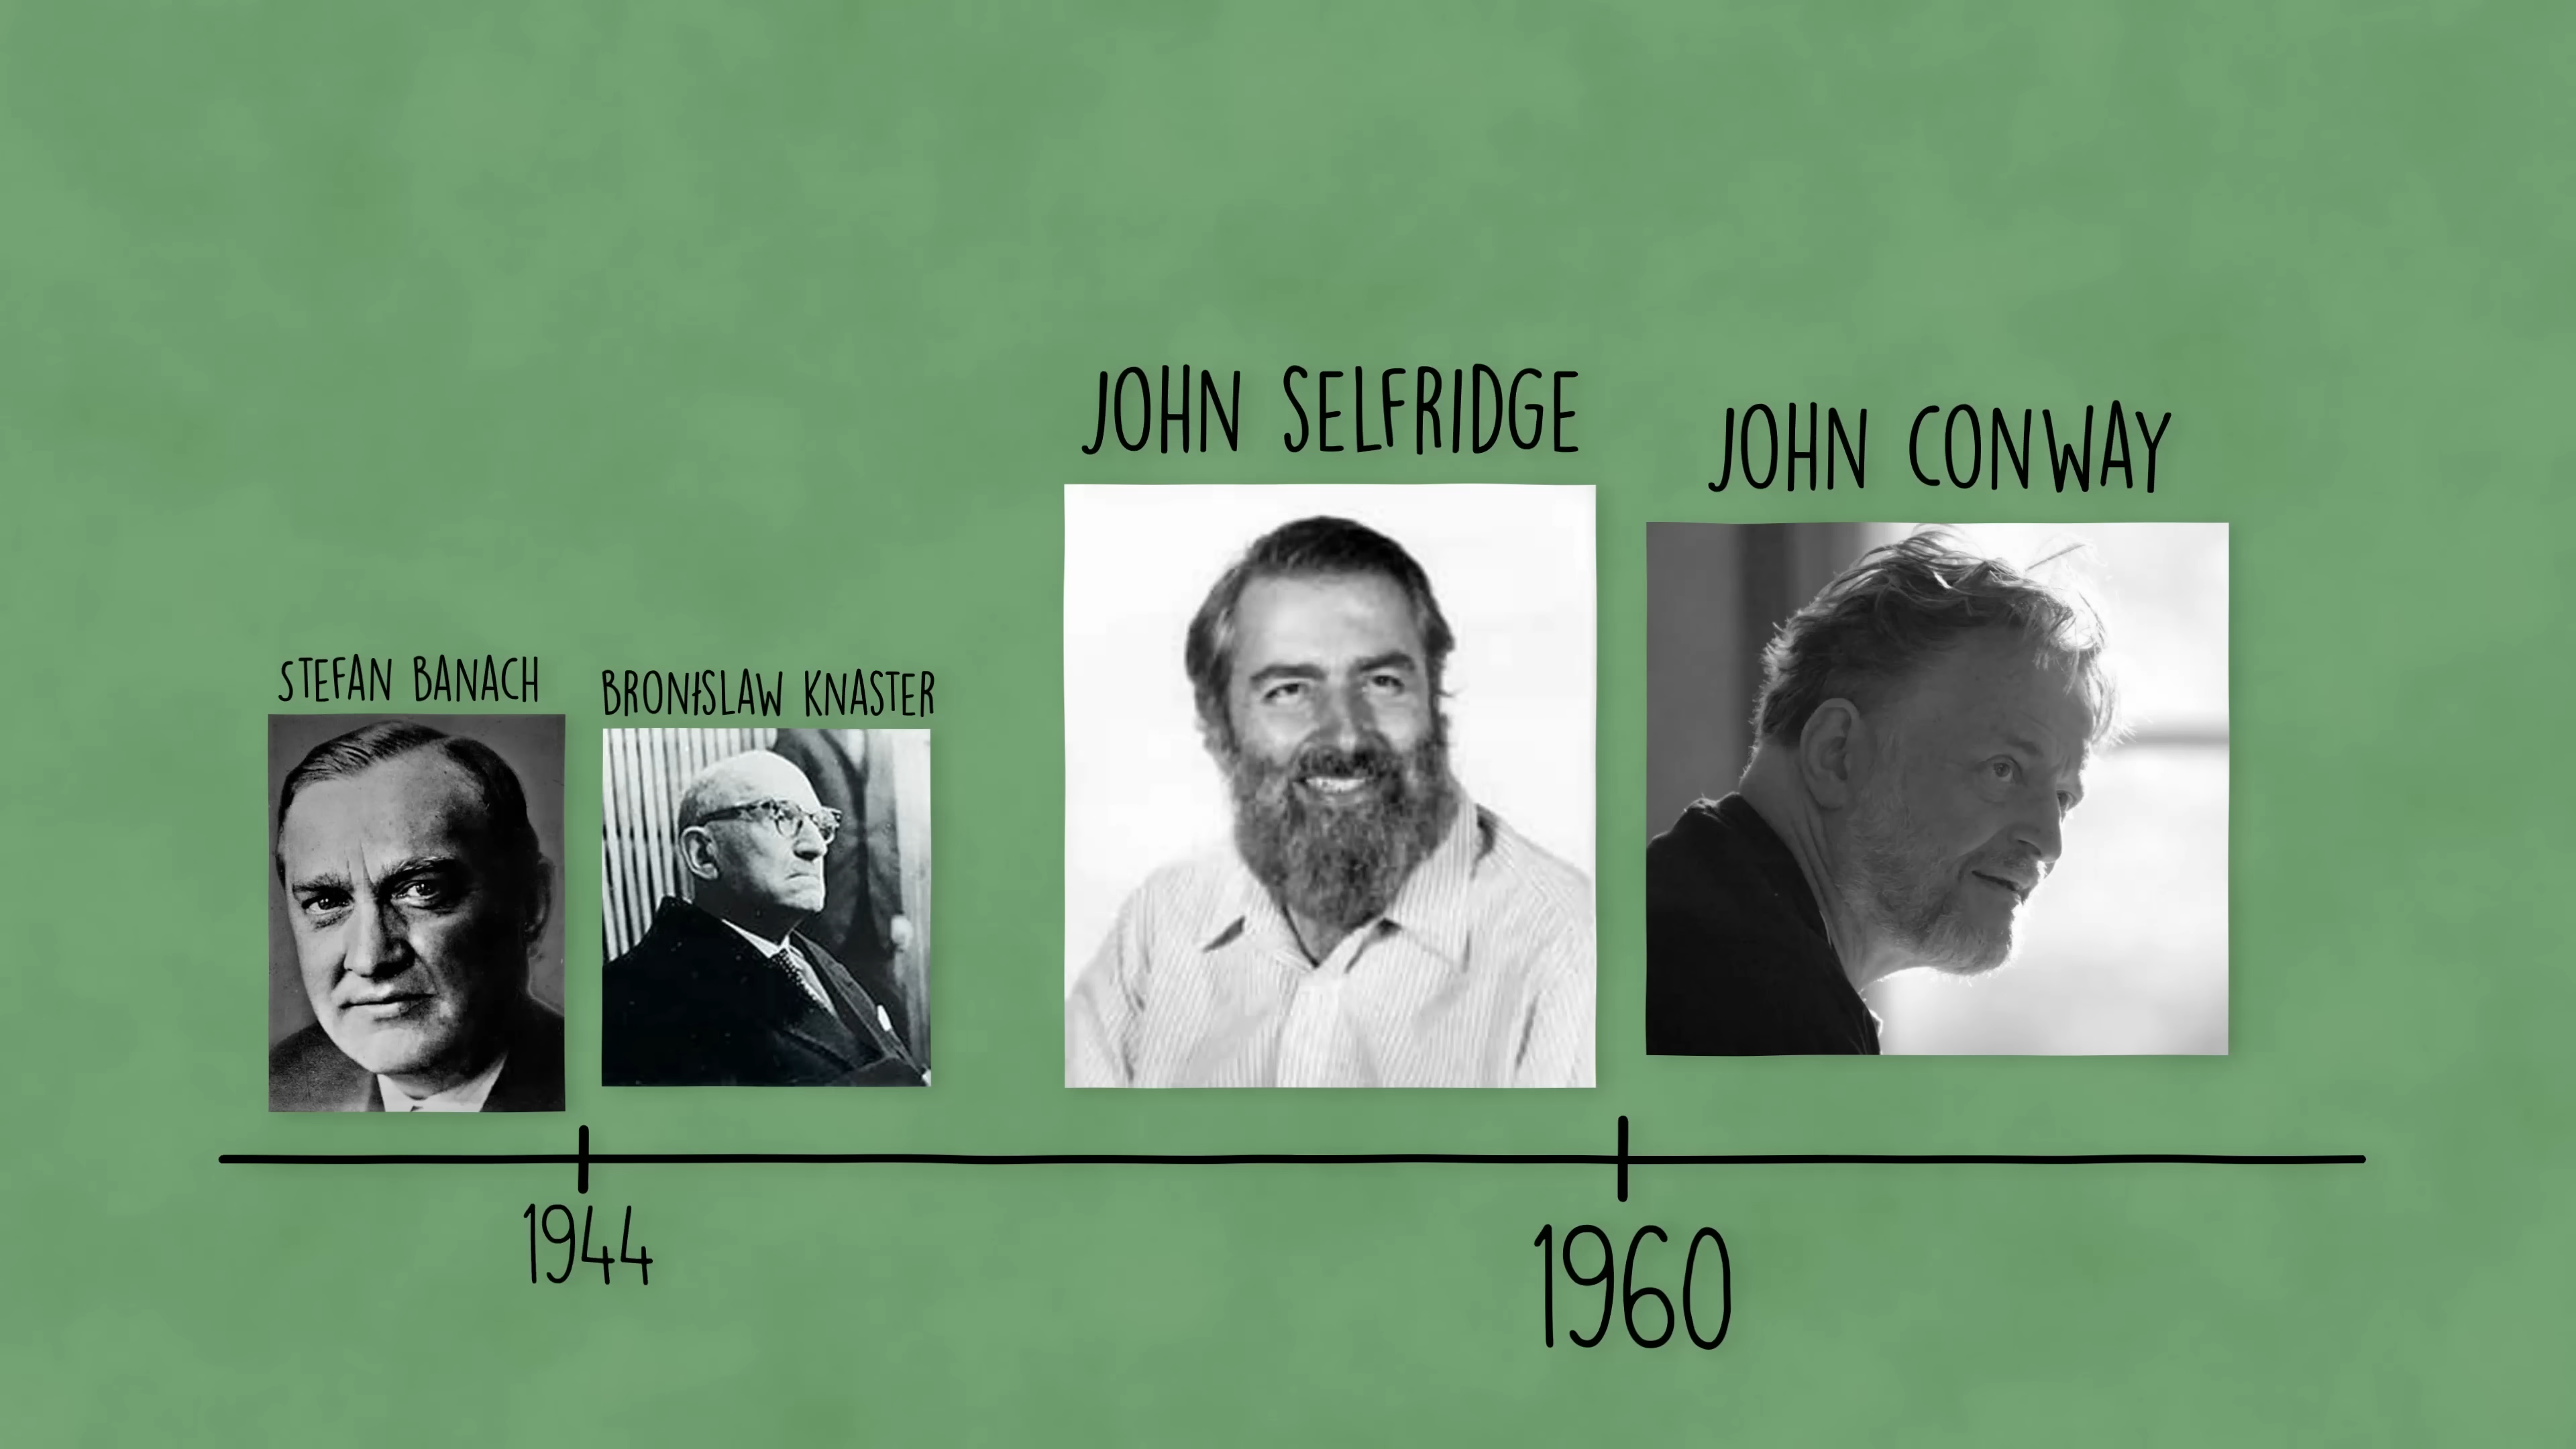 JOHN SELFRIDGE
JOHN CONWAY
STEFAN BANACH
BRONISLAW KNASTER
1944
1960